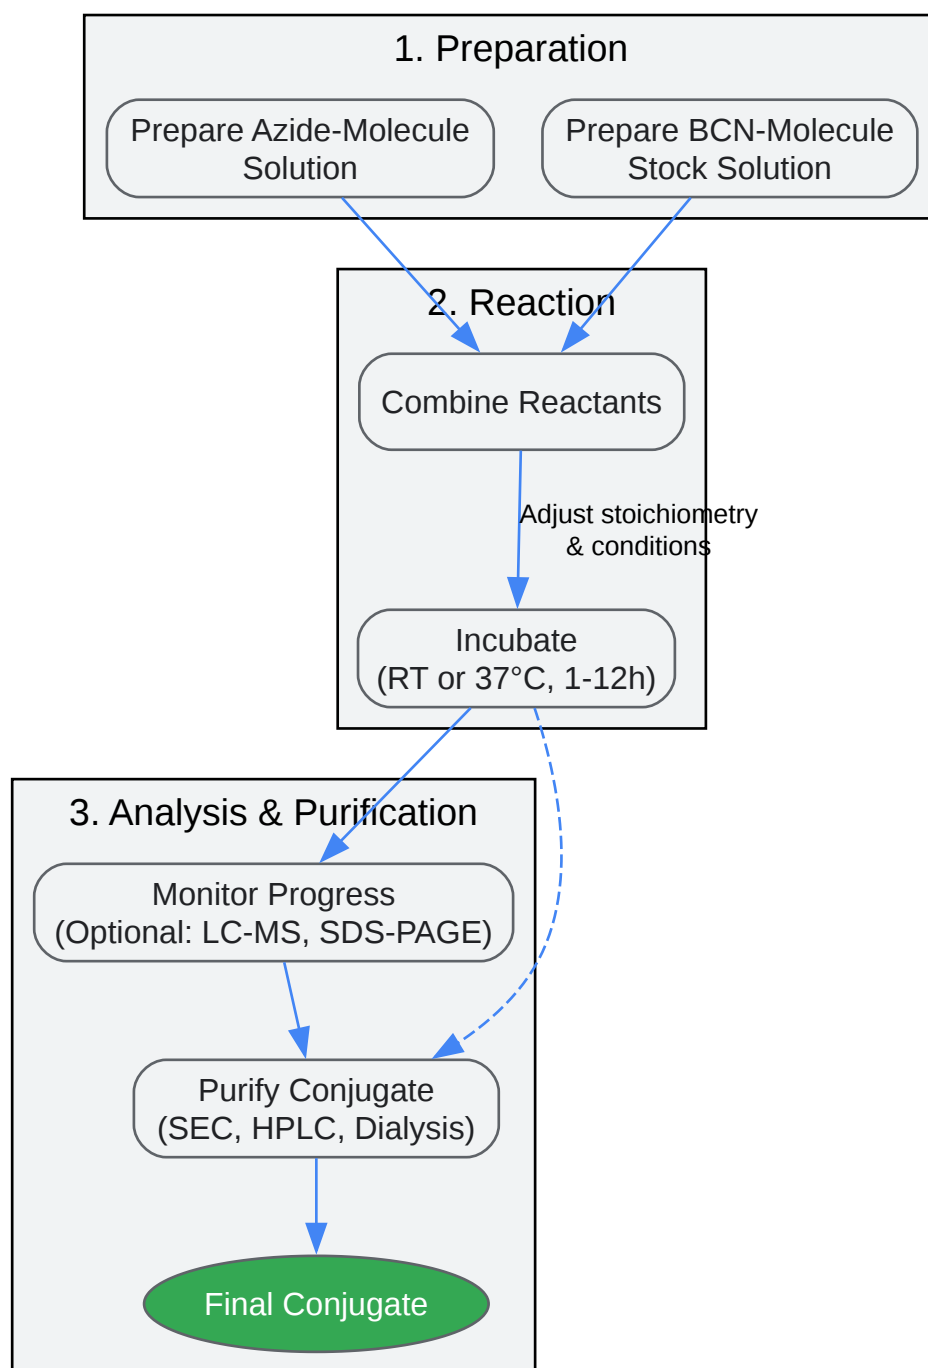 1. Preparation
Prepare Azide-Molecule
Solution
Prepare BCN-Molecule
Stock Solution
2. Reaction
Combine Reactants
Adjust stoichiometry
& conditions
Incubate
(RT or 37°C, 1-12h)
3. Analysis & Purification
Monitor Progress
(Optional: LC-MS, SDS-PAGE)
Purify Conjugate
(SEC, HPLC, Dialysis)
Final Conjugate